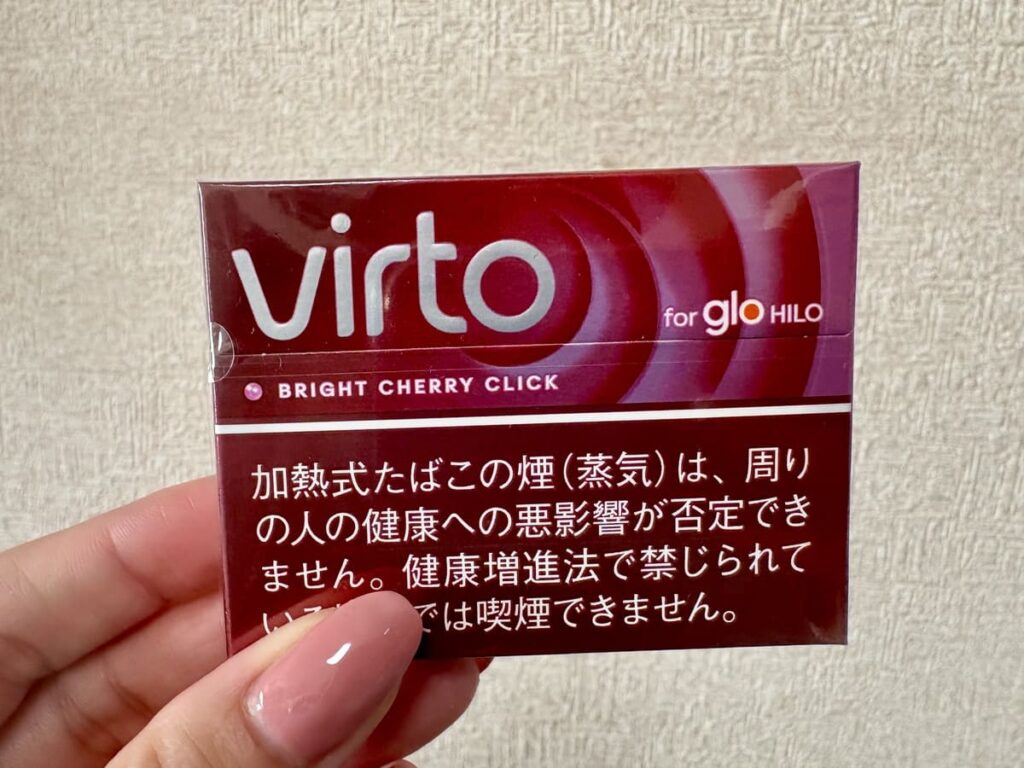 virto
for glo HILO
BRIGHT CHERRY CLICK
加熱式たばこの煙(蒸気)は、周り
の人の健康への悪影響が否定でき
ません。健康増進法で禁じられて
い では喫煙できません。